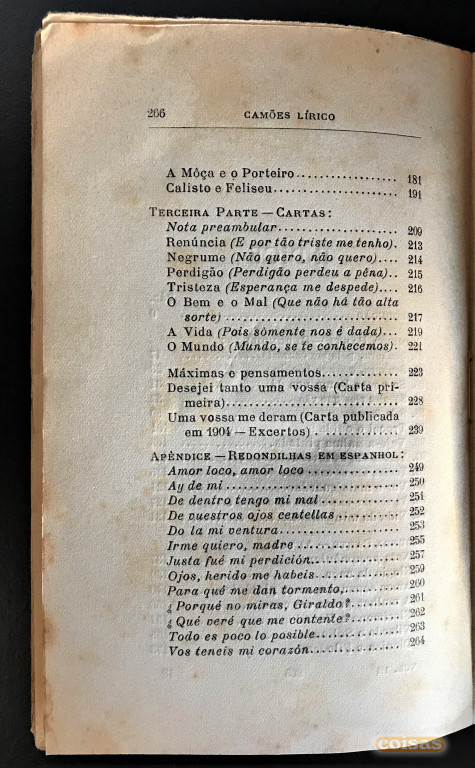 266 CAMÕES LÍRICO
A Môça e o Porteiro.................. 181
Calisto e Feliseu...................... 191
TERCEIRA PARTE — CARTAS:
Nota preambular..................... 209
Renúncia (E por tão triste me tenho). 213
Negrume (Não quero, não quero).... 214
Perdigão (Perdigão perdeu a pêna).. 215
Tristeza (Esperança me despede).... 216
O Bem e o Mal (Que não há tão alta
sorte) ............................. 217
A Vida (Pois sòmente nos é dada)... 219
O Mundo (Mundo, se te conhecemos). 221
Máximas e pensamentos............. 223
Desejei tanto uma vossa (Carta pri-
meira)............................. 228
Uma vossa me deram (Carta publicada
em 1904 — Excertos) .............. 239
APÊNDICE — REDONDILHAS EM ESPANHOL:
Amor loco, amor loco ............... 249
Ay de mi ........................... 250
De dentro tengo mi mal ............. 251
De vuestros ojos centellas ........... 252
Do la mi ventura.................... 253
Irme quiero, madre ................. 255
Justa fué mi perdición............... 257
Ojos, herido me habeis .............. 259
Para qué me dan tormento,.......... 260
¿Porqué no miras, Giraldo?.......... 261
¿Qué veré que me contente?.......... 262
Todo es poco lo posible.............. 263
Vos teneis mi corazón............... 264
coisas